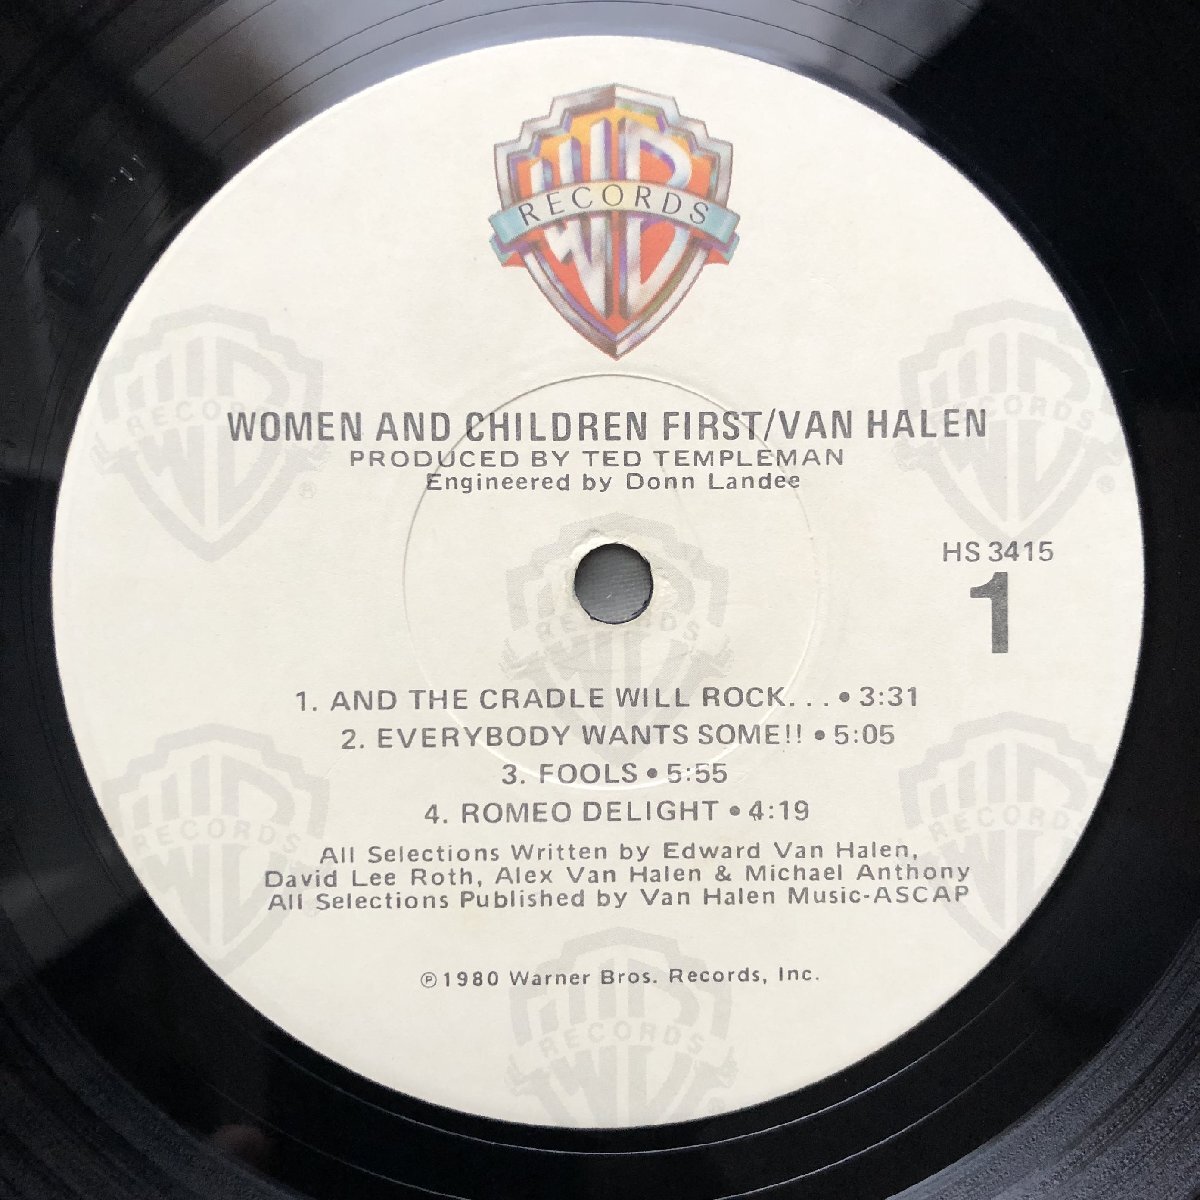 WB
RECORDS
WOMEN AND CHILDREN FIRST/VAN HALEN
PRODUCED BY TED TEMPLEMAN
Engineered by Donn Landee
HS 3415
1
1. AND THE CRADLE WILL ROCK. . . • 3:31
2. EVERYBODY WANTS SOME!! • 5:05
3. FOOLS • 5:55
4. ROMEO DELIGHT • 4:19
All Selections Written by Edward Van Halen,
David Lee Roth, Alex Van Halen & Michael Anthony
All Selections Published by Van Halen Music-ASCAP
℗1980 Warner Bros. Records, Inc.